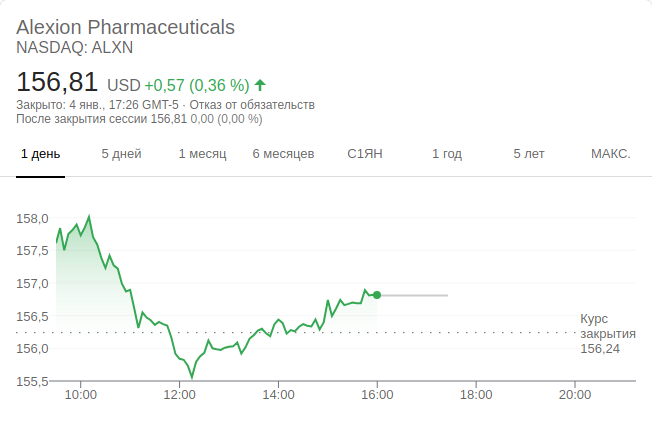 Alexion Pharmaceuticals
NASDAQ: ALXN
156,81 USD +0,57 (0,36 %)
Закрыто: 4 янв., 17:26 GMT-5 · Отказ от обязательств
После закрытия сессии 156,81 0,00 (0,00 %)
1 день 5 дней 1 месяц 6 месяцев С1ЯН 1 год 5 лет МАКС.
158,0
157,5
157,0
156,5
Курс
закрытия
156,24
156,0
155,5
10:00 12:00 14:00 16:00 18:00 20:00